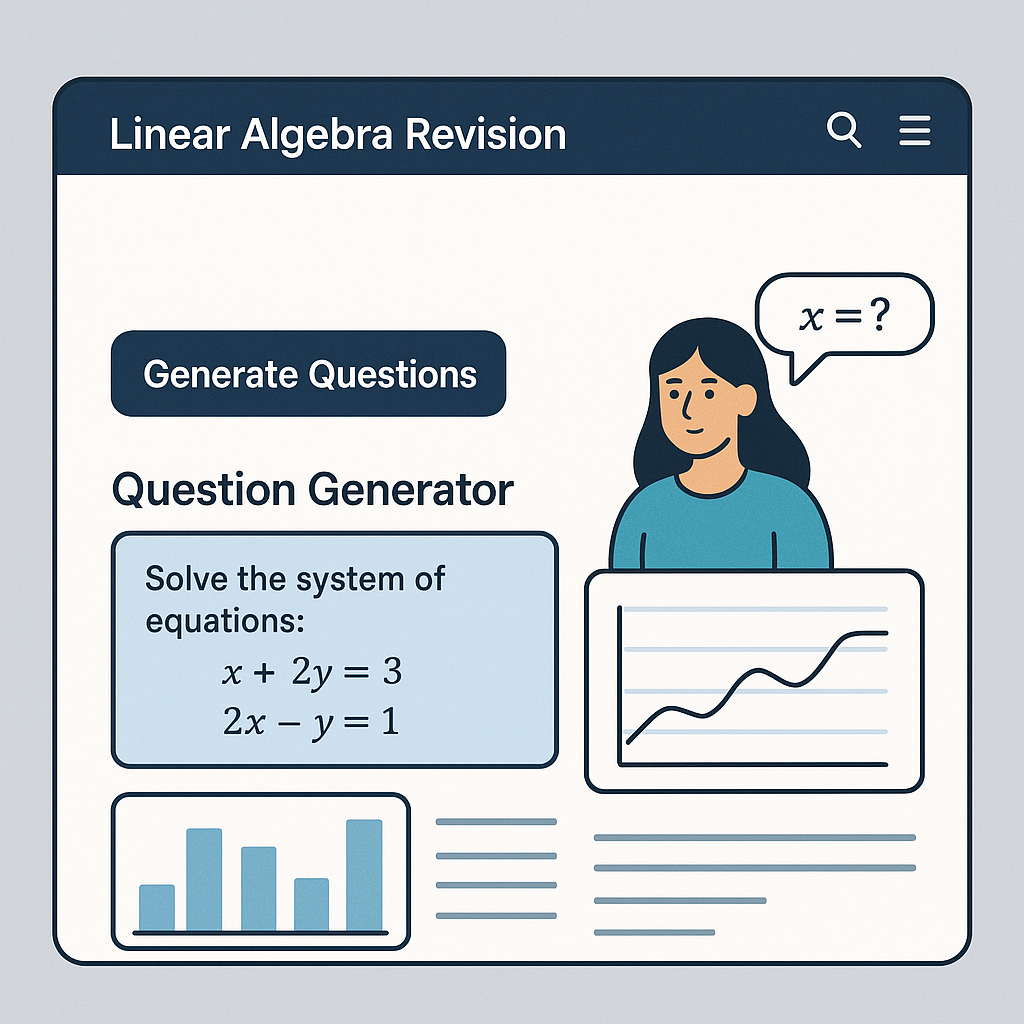 Linear Algebra Revision
x = ?
Generate Questions
Question Generator
Solve the system of
equations:
x + 2y = 3
2x − y = 1